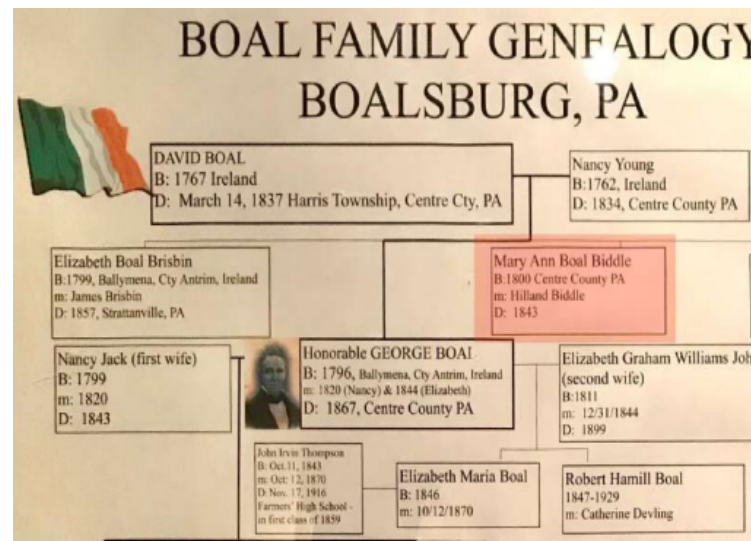 BOAL FAMILY GENEALOGY
BOALSBURG, PA
DAVID BOAL
B: 1767 Ireland
D: March 14, 1837 Harris Township, Centre Cty, PA
Nancy Young
B:1762, Ireland
D: 1834, Centre County PA
Elizabeth Boal Brisbin
B:1799, Ballymena, Cty Antrim, Ireland
m: James Brisbin
D: 1857, Strattanville, PA
Mary Ann Boal Biddle
B:1800 Centre County PA
m: Hilland Biddle
D: 1843
Nancy Jack (first wife)
B: 1799
m: 1820
D: 1843
Honorable GEORGE BOAL
B: 1796, Ballymena, Cty Antrim, Ireland
m: 1820 (Nancy) & 1844 (Elizabeth)
D: 1867, Centre County PA
Elizabeth Graham Williams Joh
(second wife)
B:1811
m: 12/31/1844
D: 1899
John Irvin Thompson
B: Oct.11, 1843
m: Oct: 12, 1870
D: Nov. 17, 1916
Farmers' High School -
in first class of 1859
Elizabeth Maria Boal
B: 1846
m: 10/12/1870
Robert Hamill Boal
1847-1929
m: Catherine Devling